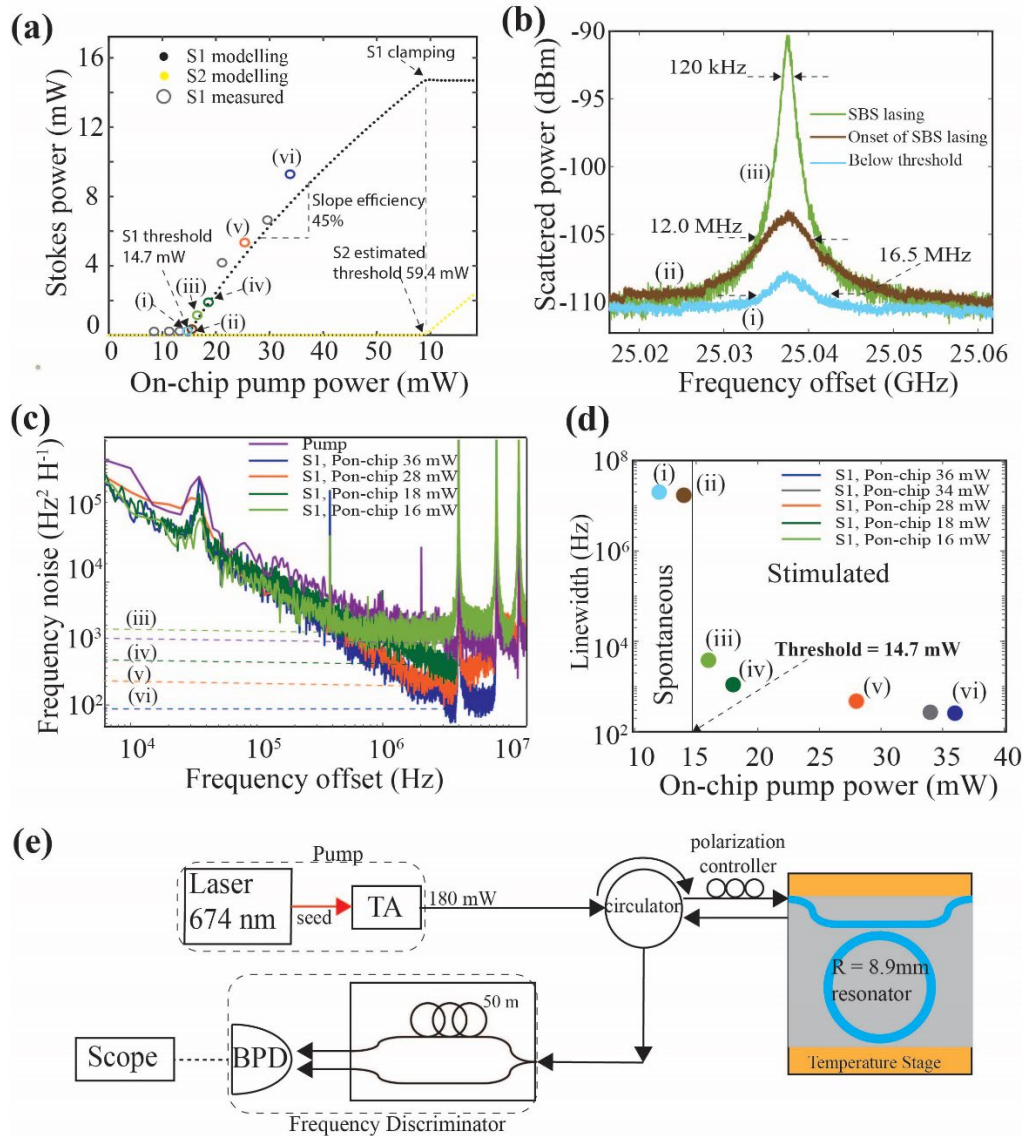 (a)
16
12
8
4
0
Stokes power (mW)
S1 modelling
S2 modelling
S1 measured
S1 clamping
(vi)
(v)
Slope efficiency
45%
S1 threshold
14.7 mW
(iii)
(iv)
(i)
(ii)
S2 estimated
threshold 59.4 mW
0 10 20 30 40 50 10 0
On-chip pump power (mW)
(b)
-90
-95
-100
-105
-110
Scattered power (dBm)
120 kHz
SBS lasing
Onset of SBS lasing
Below threshold
(iii)
12.0 MHz
16.5 MHz
(ii)
(i)
25.02 25.03 25.04 25.05 25.06
Frequency offset (GHz)
(c)
Pump
S1, Pon-chip 36 mW
S1, Pon-chip 28 mW
S1, Pon-chip 18 mW
S1, Pon-chip 16 mW
10⁵
10⁴
10³
10²
Frequency noise (Hz² H⁻¹)
(iii)
(iv)
(v)
(vi)
10⁴ 10⁵ 10⁶ 10⁷
Frequency offset (Hz)
(d)
10⁸
10⁶
10⁴
10²
Linewidth (Hz)
(i)
(ii)
S1, Pon-chip 36 mW
S1, Pon-chip 34 mW
S1, Pon-chip 28 mW
S1, Pon-chip 18 mW
S1, Pon-chip 16 mW
Spontaneous
Stimulated
(iii)
Threshold = 14.7 mW
(iv)
(v)
(vi)
10 15 20 25 30 35 40
On-chip pump power (mW)
(e)
Pump
Laser
674 nm
seed
TA
180 mW
circulator
polarization
controller
R = 8.9mm
resonator
Temperature Stage
50 m
BPD
Scope
Frequency Discriminator